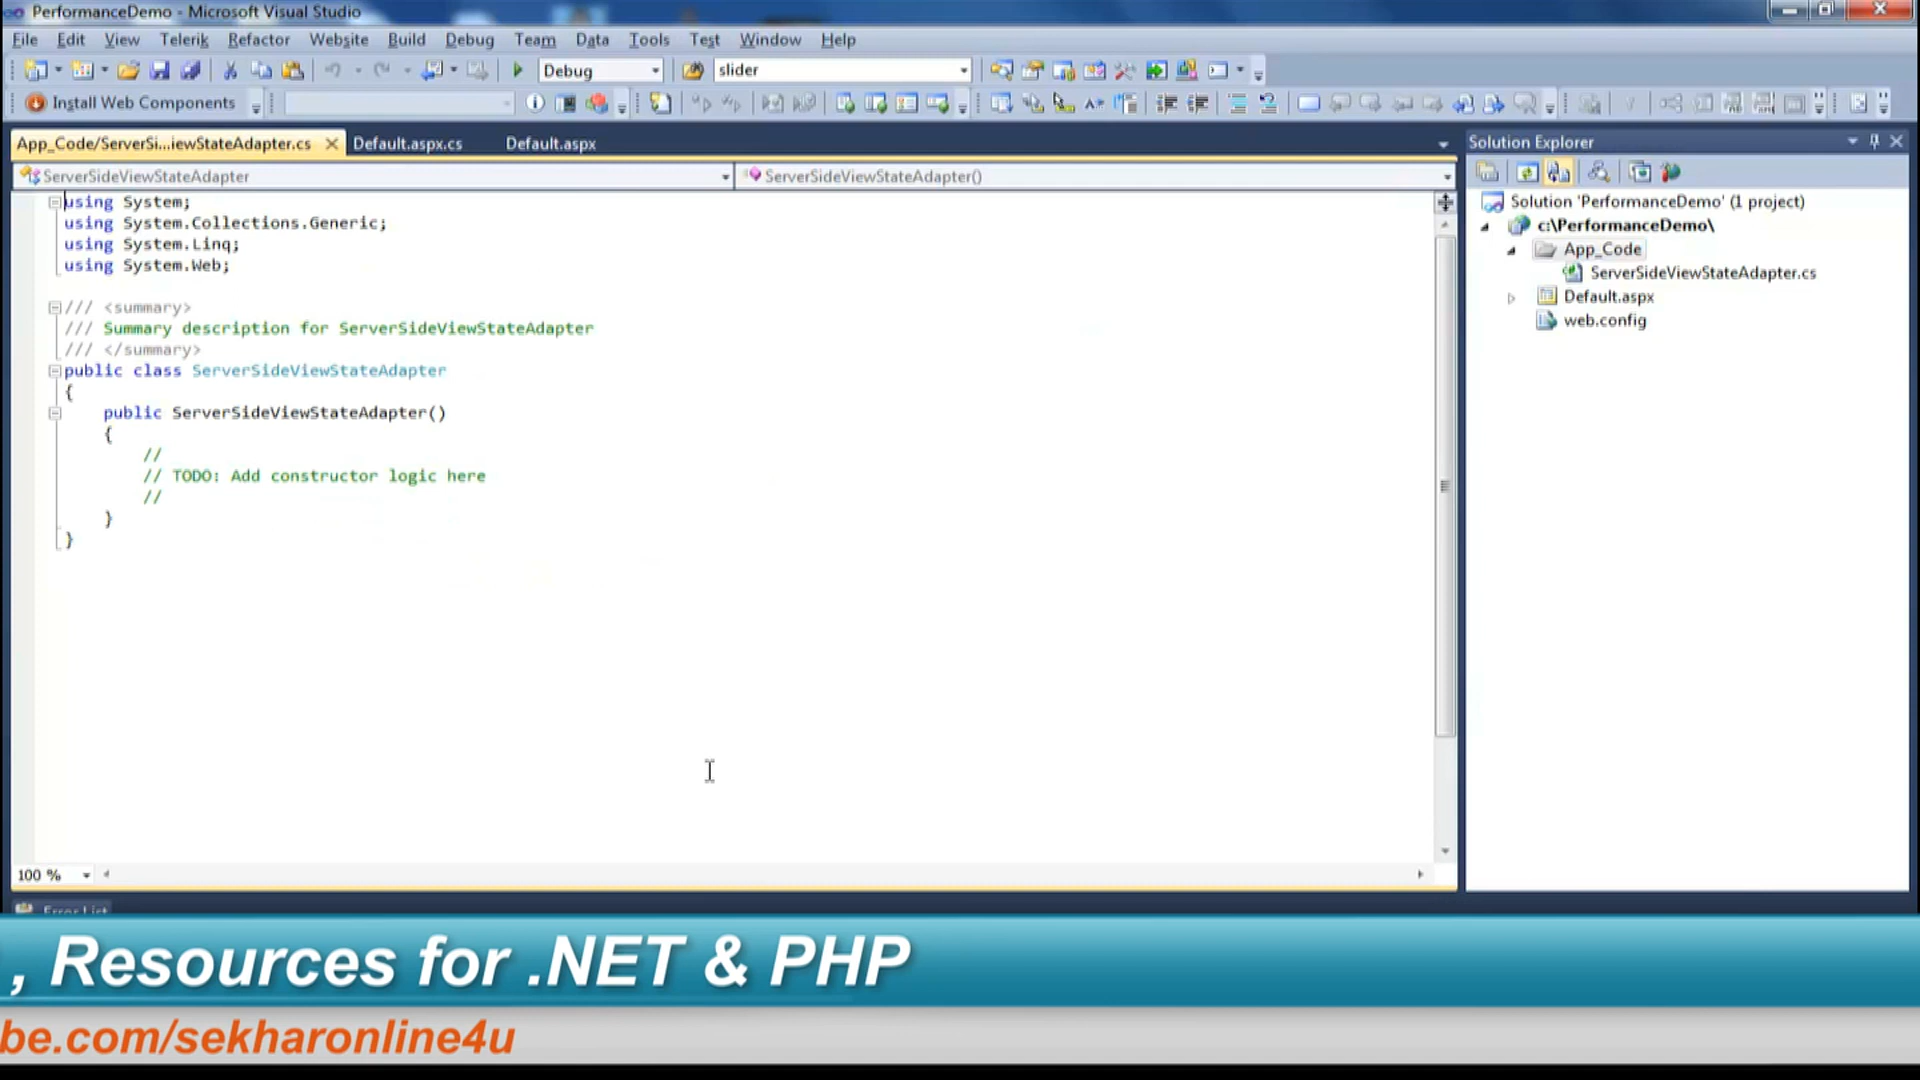 PerformanceDemo - Microsoft Visual Studio
File Edit View Telerik Refactor Website Build Debug Team Data Tools Test Window Help
Debug slider
Install Web Components
App_Code/ServerSi...iewStateAdapter.cs Default.aspx.cs Default.aspx
ServerSideViewStateAdapter ServerSideViewStateAdapter()
using System;
using System.Collections.Generic;
using System.Linq;
using System.Web;
/// <summary>
/// Summary description for ServerSideViewStateAdapter
/// </summary>
public class ServerSideViewStateAdapter
{
public ServerSideViewStateAdapter()
{
//
// TODO: Add constructor logic here
//
}
}
100 %
Error List
Solution Explorer
Solution 'PerformanceDemo' (1 project)
c:\PerformanceDemo\
App_Code
ServerSideViewStateAdapter.cs
Default.aspx
web.config
, Resources for .NET & PHP
be.com/sekharonline4u